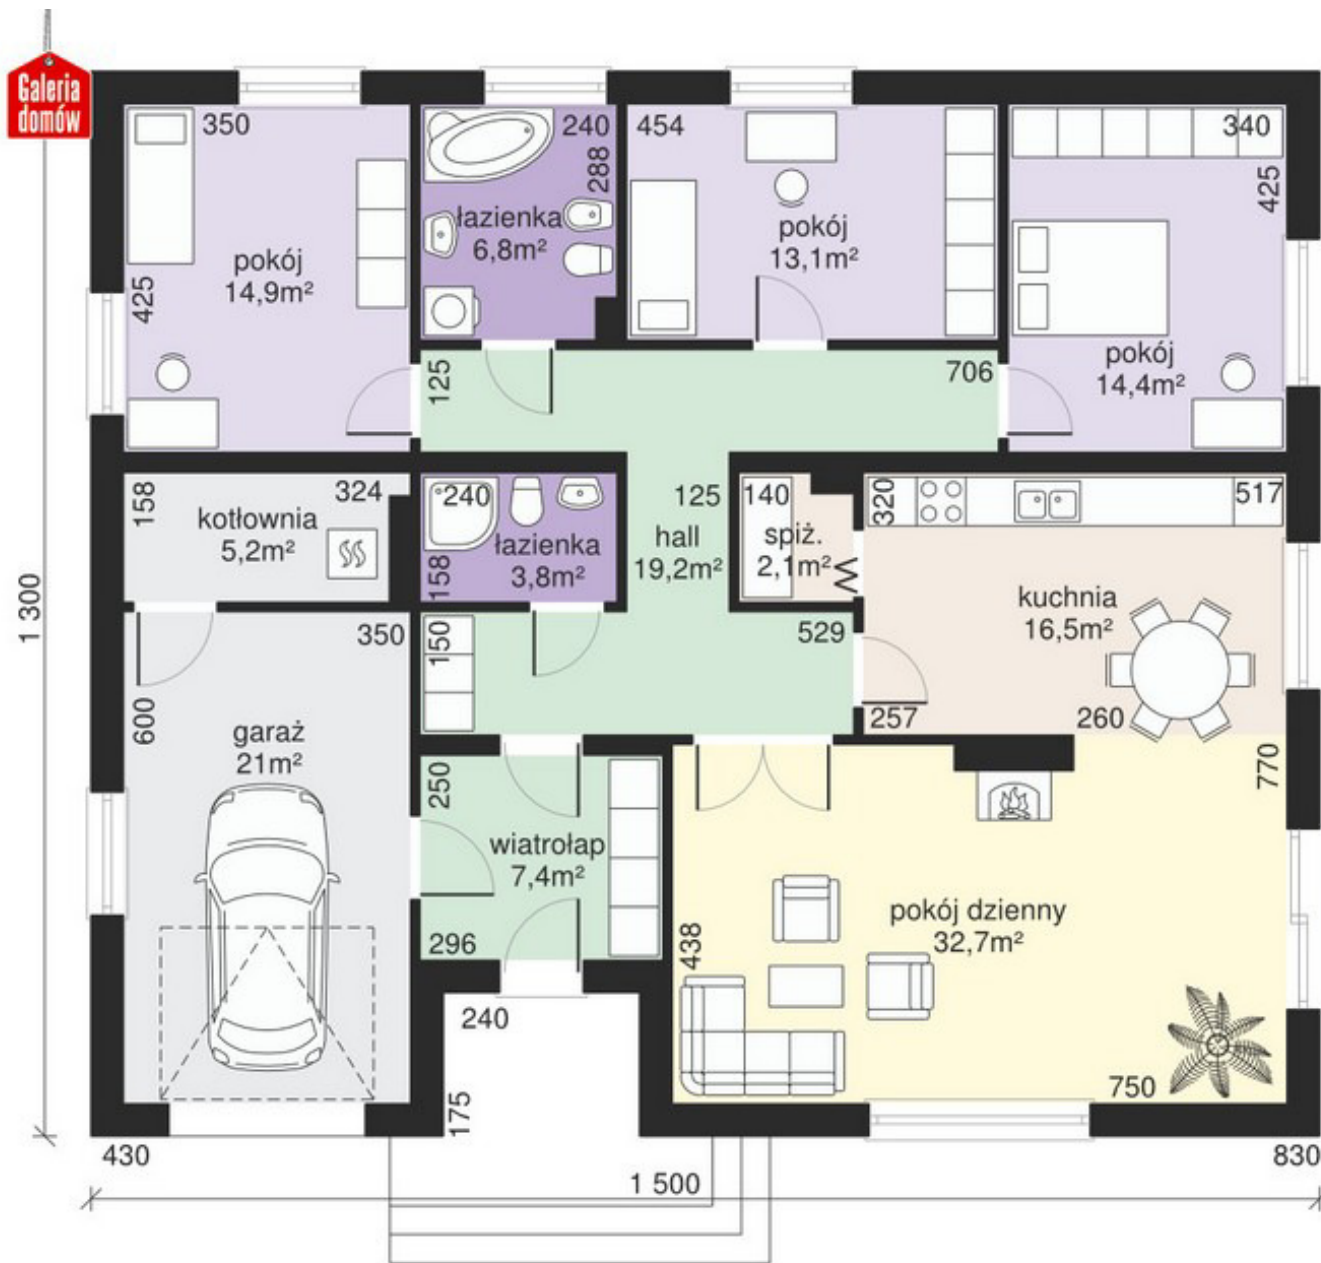 Galeria
domów
350
240
454
340
288
425
łazienka
6,8m²
pokój
13,1m²
pokój
14,9m²
425
pokój
14,4m²
125
706
158
324
240
125
140
320
517
kotłownia
5,2m²
łazienka
3,8m²
158
hall
19,2m²
spiż.
2,1m²
kuchnia
16,5m²
1 300
350
150
529
600
257
260
garaż
21m²
250
770
wiatrołap
7,4m²
pokój dzienny
32,7m²
296
438
240
175
750
430
830
1 500